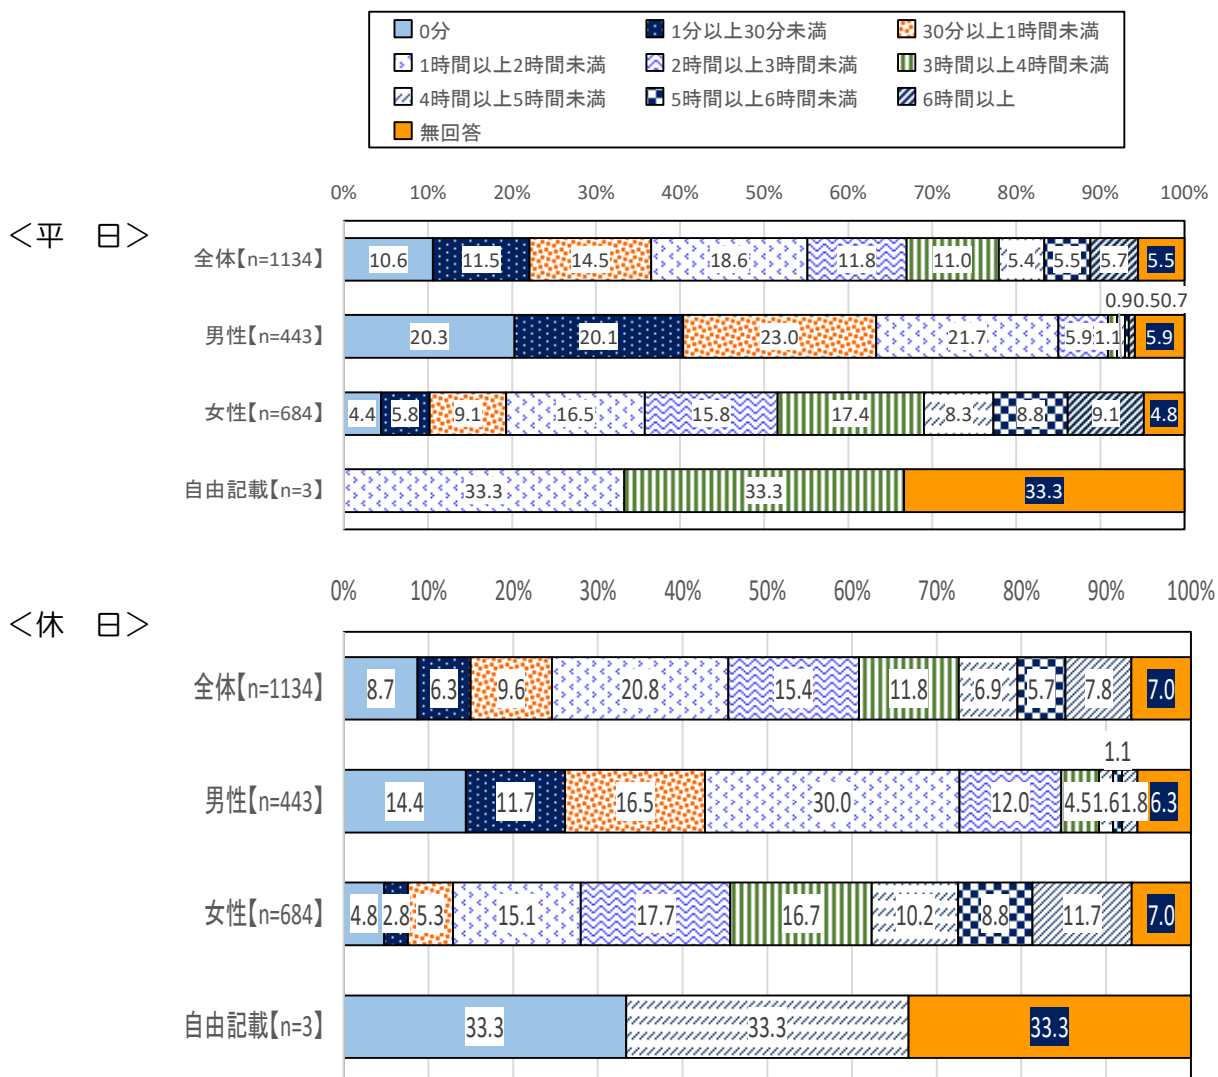 0分 1分以上30分未満 30分以上1時間未満
1時間以上2時間未満 2時間以上3時間未満 3時間以上4時間未満
4時間以上5時間未満 5時間以上6時間未満 6時間以上
無回答
0% 10% 20% 30% 40% 50% 60% 70% 80% 90% 100%
＜平　日＞
全体【n=1134】 10.6 11.5 14.5 18.6 11.8 11.0 5.4 5.5 5.7 5.5
0.90.50.7
男性【n=443】 20.3 20.1 23.0 21.7 5.9 1.1 5.9
女性【n=684】 4.4 5.8 9.1 16.5 15.8 17.4 8.3 8.8 9.1 4.8
自由記載【n=3】 33.3 33.3 33.3
0% 10% 20% 30% 40% 50% 60% 70% 80% 90% 100%
＜休　日＞
全体【n=1134】 8.7 6.3 9.6 20.8 15.4 11.8 6.9 5.7 7.8 7.0
1.1
男性【n=443】 14.4 11.7 16.5 30.0 12.0 4.5 1.6 1.8 6.3
女性【n=684】 4.8 2.8 5.3 15.1 17.7 16.7 10.2 8.8 11.7 7.0
自由記載【n=3】 33.3 33.3 33.3